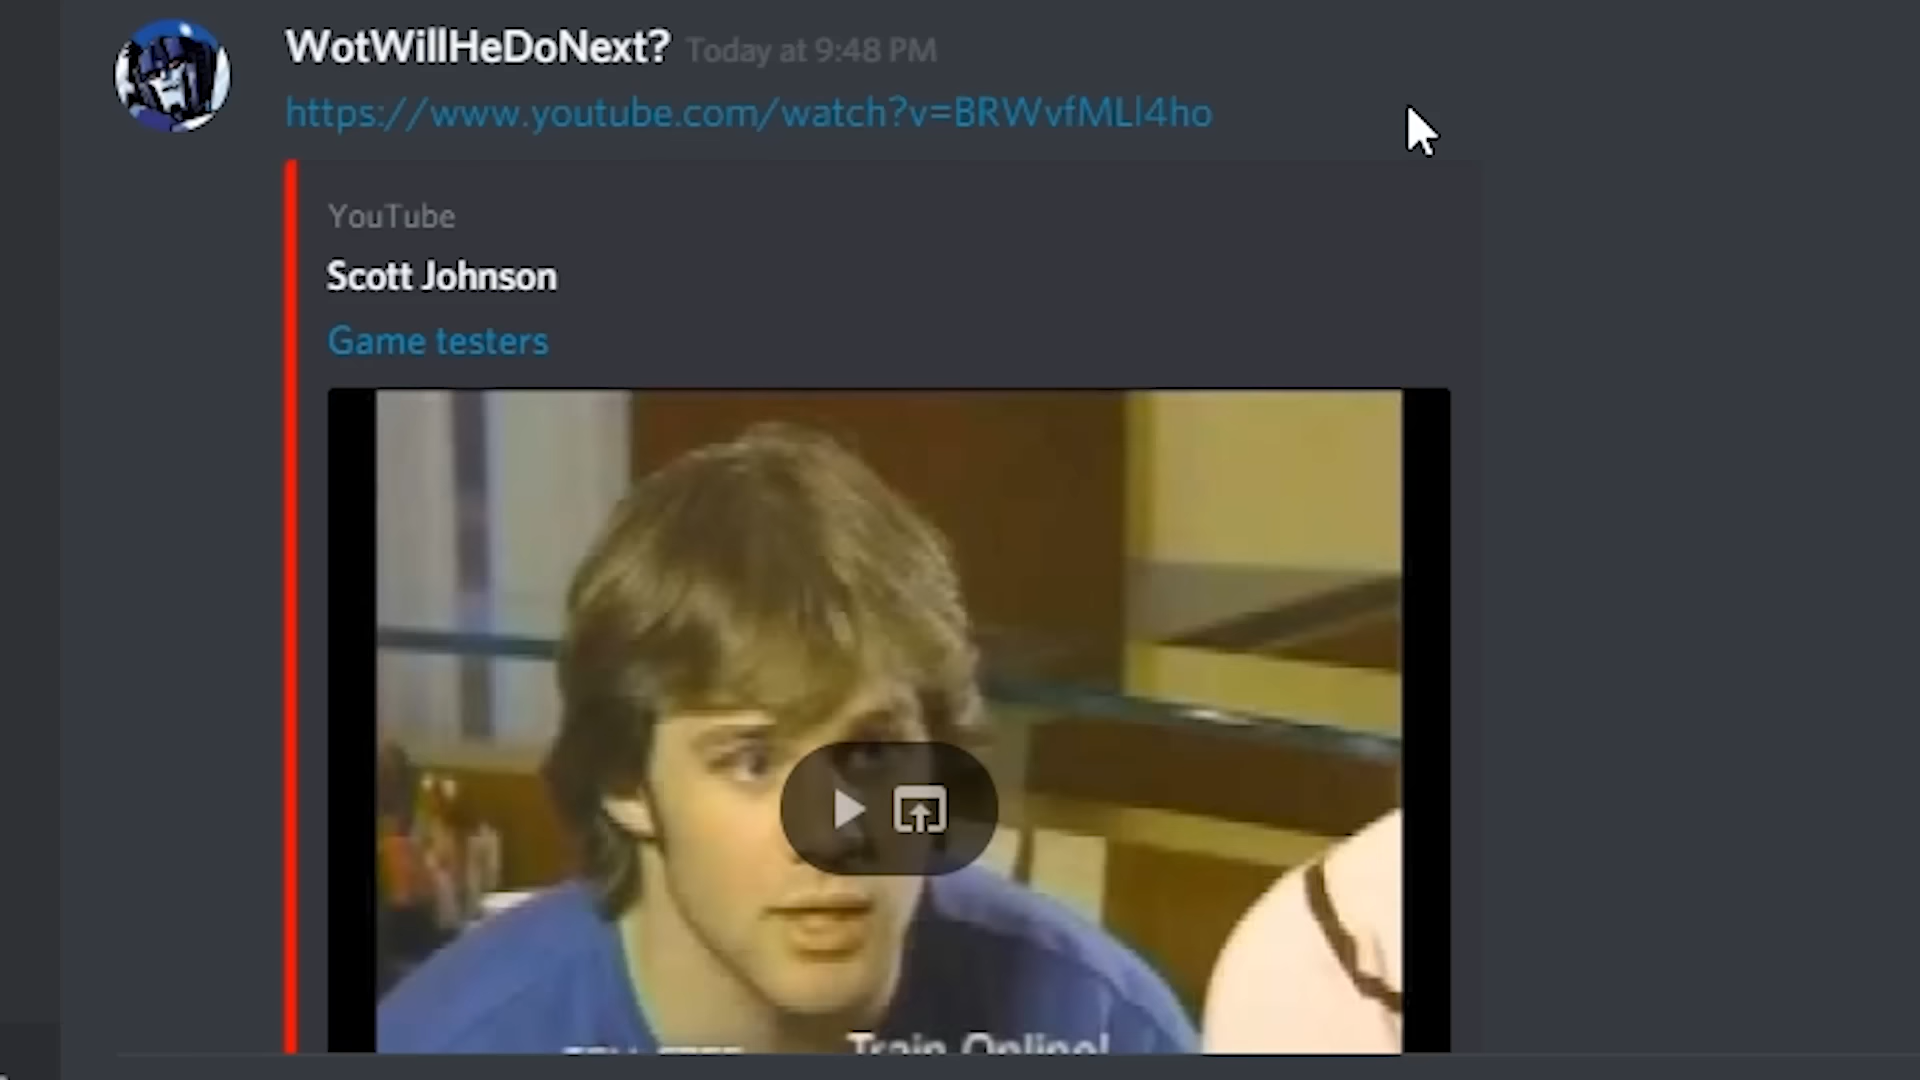 WotWillHeDoNext? Today at 9:48 PM
https://www.youtube.com/watch?v=BRWvfMLl4ho
YouTube
Scott Johnson
Game testers
Train Online!